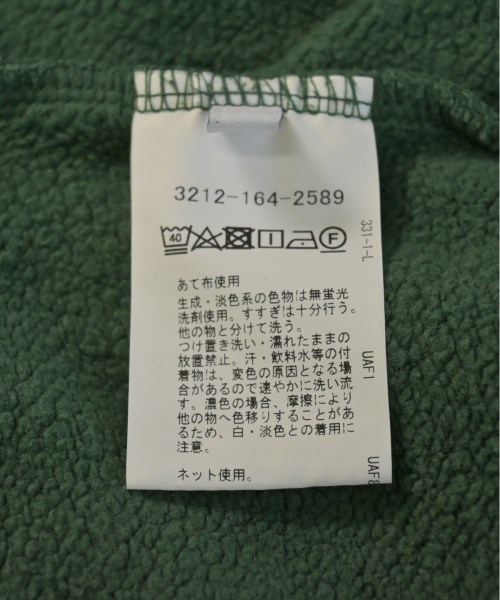 3212-164-2589
40
F
あて布使用
生成・淡色系の色物は無蛍光
洗剤使用。すすぎは十分行う。
他の物と分けて洗う。
つけ置き洗い・濡れたままの
放置禁止。汗・飲料水等の付
着物は、変色の原因となる場
合があるので速やかに洗い流
す。濃色の場合、摩擦により
他の物へ色移りすることがあ
るため、白・淡色との着用に
注意。
ネット使用。
331-1-L
UAF1